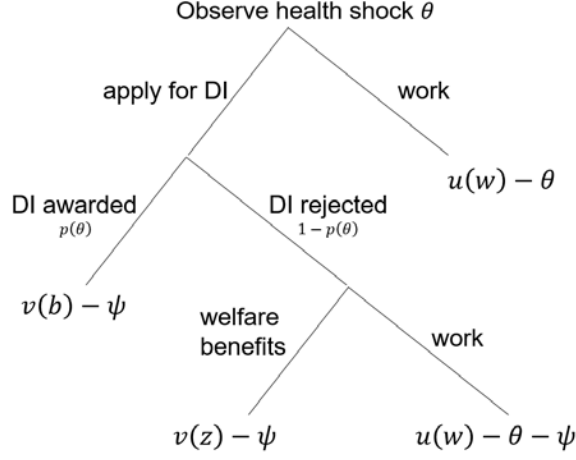 Observe health shock θ
apply for DI
work
u(w) − θ
DI awarded
p(θ)
DI rejected
1 − p(θ)
v(b) − ψ
welfare
benefits
work
v(z) − ψ
u(w) − θ − ψ